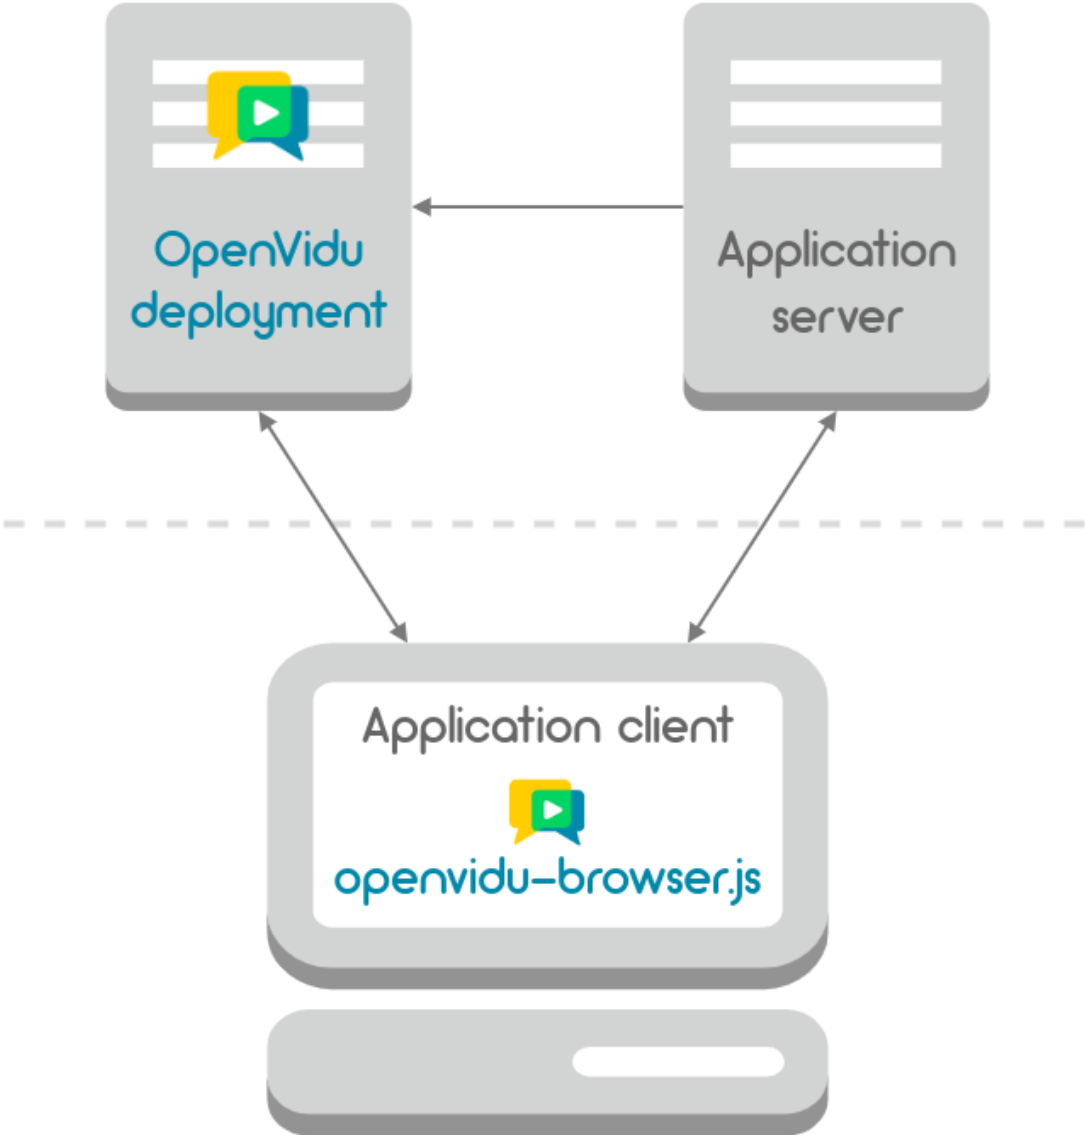 OpenVidu
deployment
Application
server
Application client
openvidu-browser.js